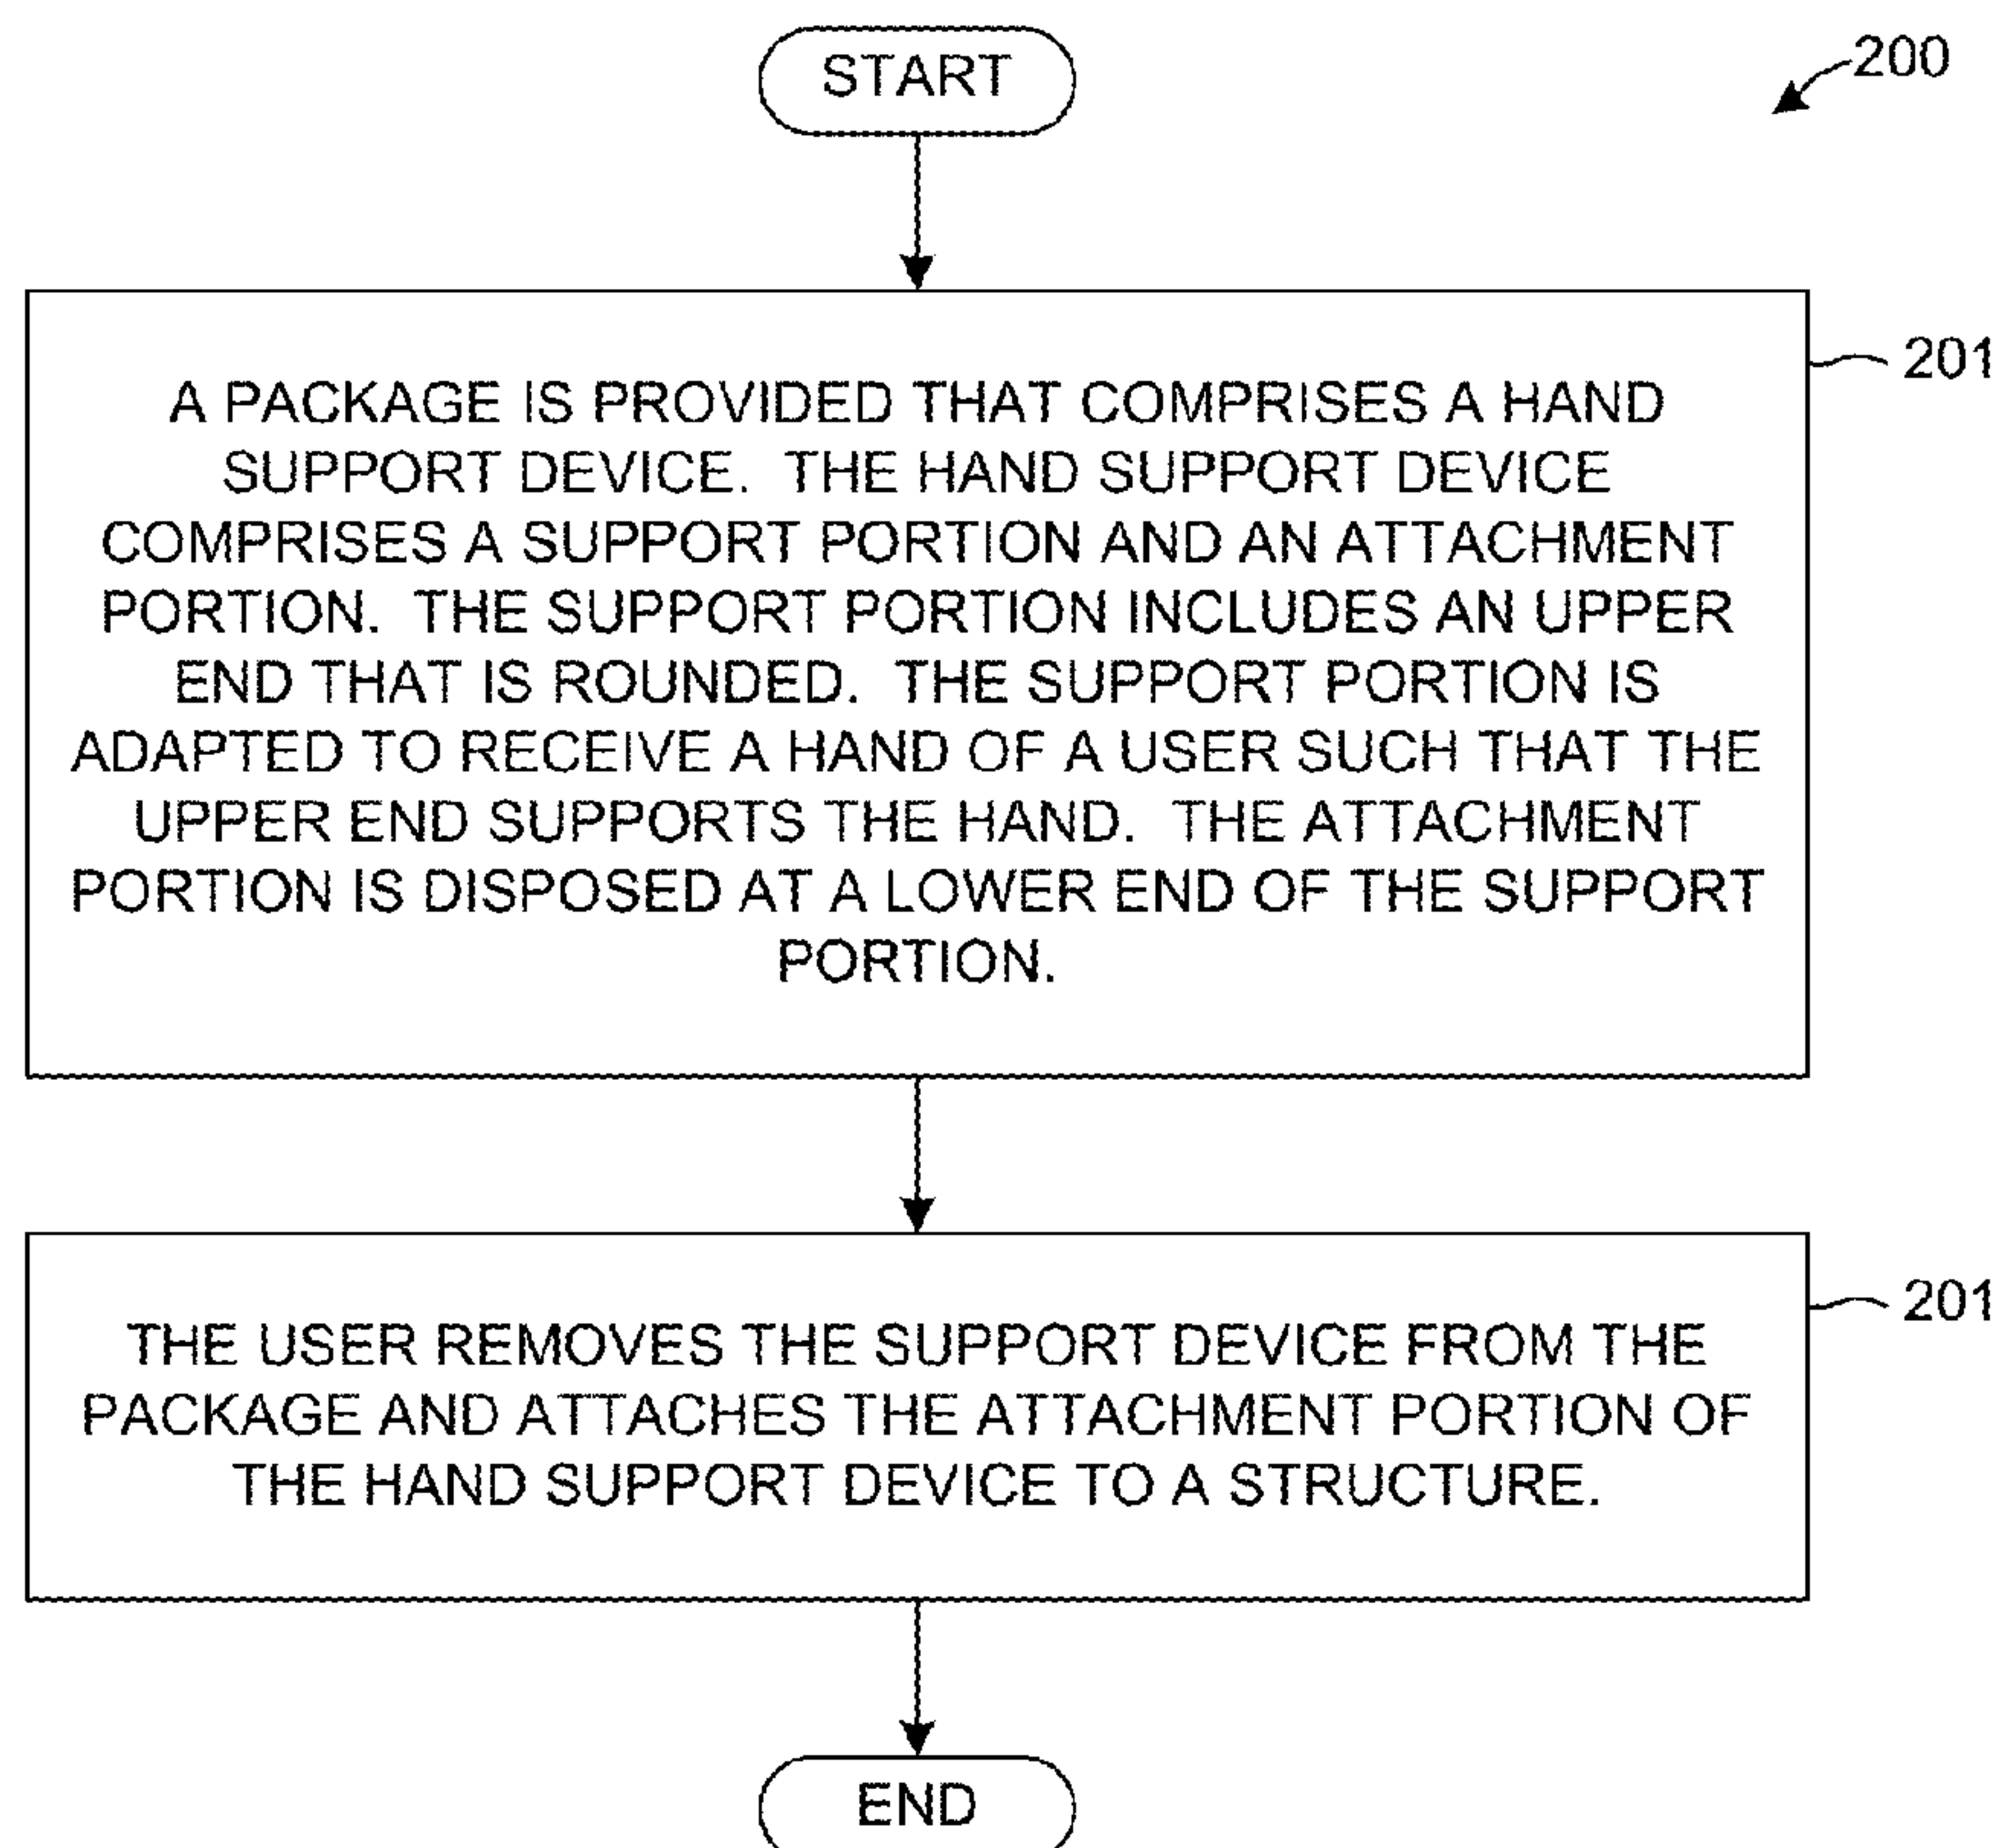 START
200
201
A PACKAGE IS PROVIDED THAT COMPRISES A HAND
SUPPORT DEVICE. THE HAND SUPPORT DEVICE
COMPRISES A SUPPORT PORTION AND AN ATTACHMENT
PORTION. THE SUPPORT PORTION INCLUDES AN UPPER
END THAT IS ROUNDED. THE SUPPORT PORTION IS
ADAPTED TO RECEIVE A HAND OF A USER SUCH THAT THE
UPPER END SUPPORTS THE HAND. THE ATTACHMENT
PORTION IS DISPOSED AT A LOWER END OF THE SUPPORT
PORTION.
201
THE USER REMOVES THE SUPPORT DEVICE FROM THE
PACKAGE AND ATTACHES THE ATTACHMENT PORTION OF
THE HAND SUPPORT DEVICE TO A STRUCTURE.
END